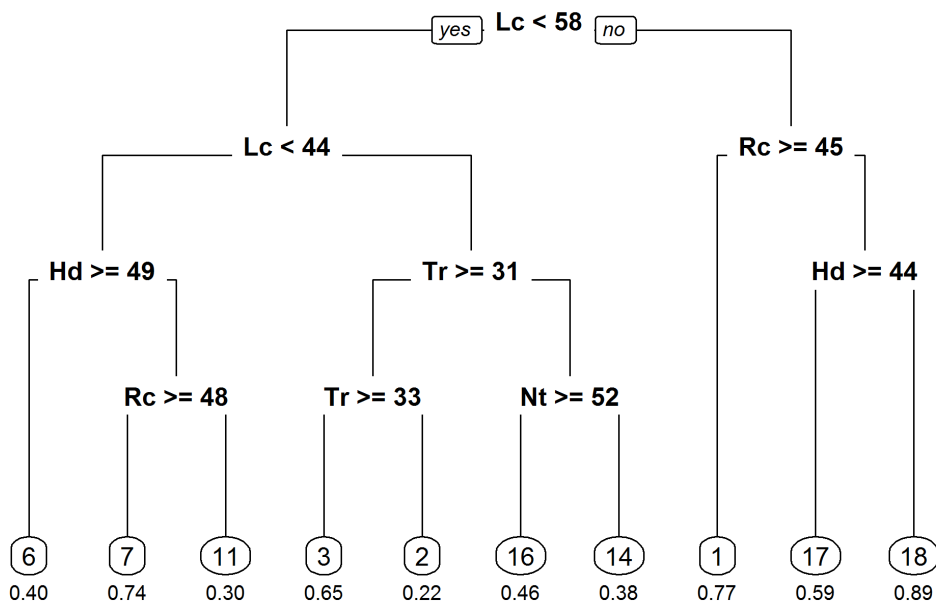 yes Lc < 58 no
Lc < 44 Rc >= 45
Hd >= 49 Tr >= 31 Hd >= 44
Rc >= 48 Tr >= 33 Nt >= 52
6 7 11 3 2 16 14 1 17 18
0.40 0.74 0.30 0.65 0.22 0.46 0.38 0.77 0.59 0.89